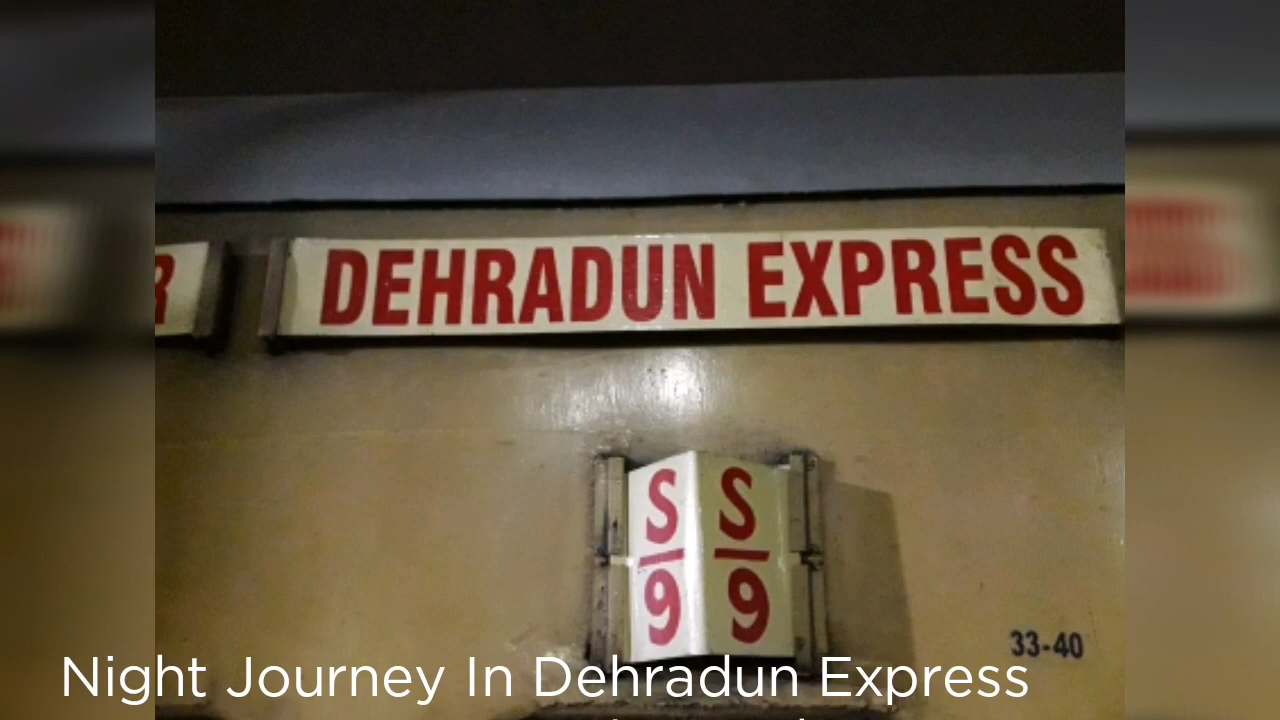 R DEHRADUN EXPRESS
S S
9 9
33-40
Night Journey In Dehradun Express